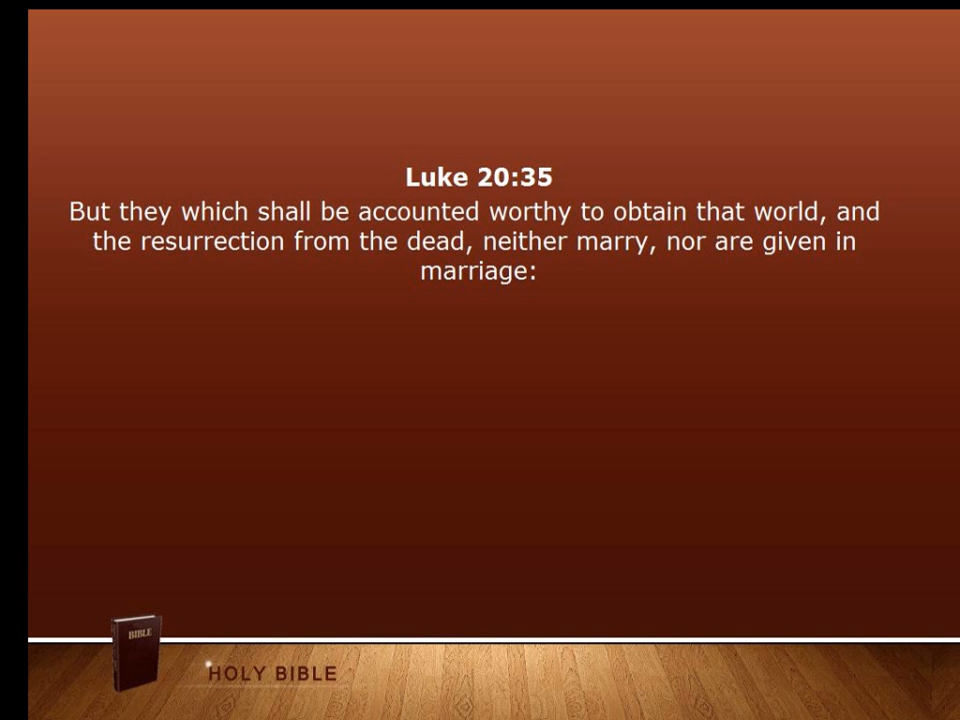 Luke 20:35
But they which shall be accounted worthy to obtain that world, and
the resurrection from the dead, neither marry, nor are given in
marriage:
BIBLE
HOLY BIBLE